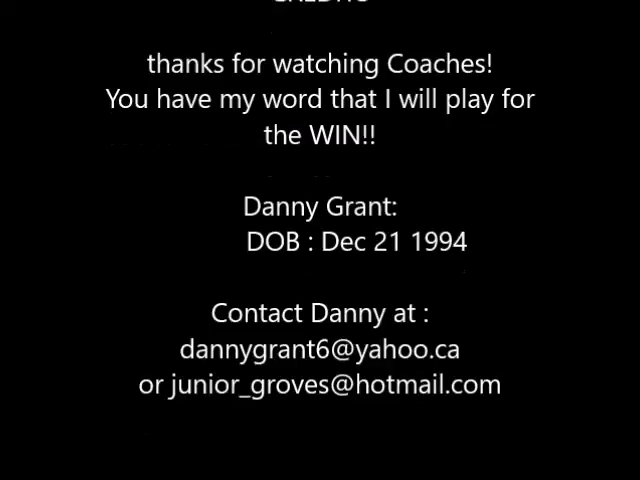 CREDITS
thanks for watching Coaches!
You have my word that I will play for
the WIN!!
Danny Grant:
DOB : Dec 21 1994
Contact Danny at :
dannygrant6@yahoo.ca
or junior_groves@hotmail.com